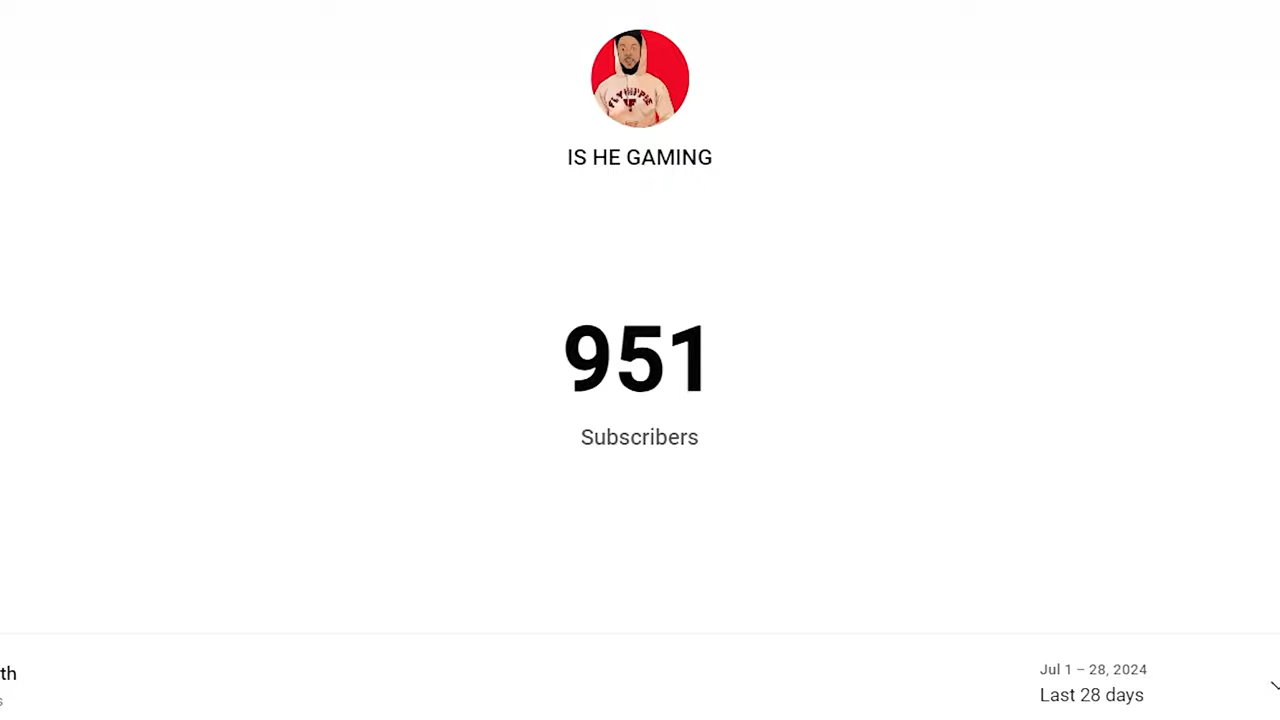 IS HE GAMING
951
Subscribers
th
Jul 1 – 28, 2024
s
Last 28 days